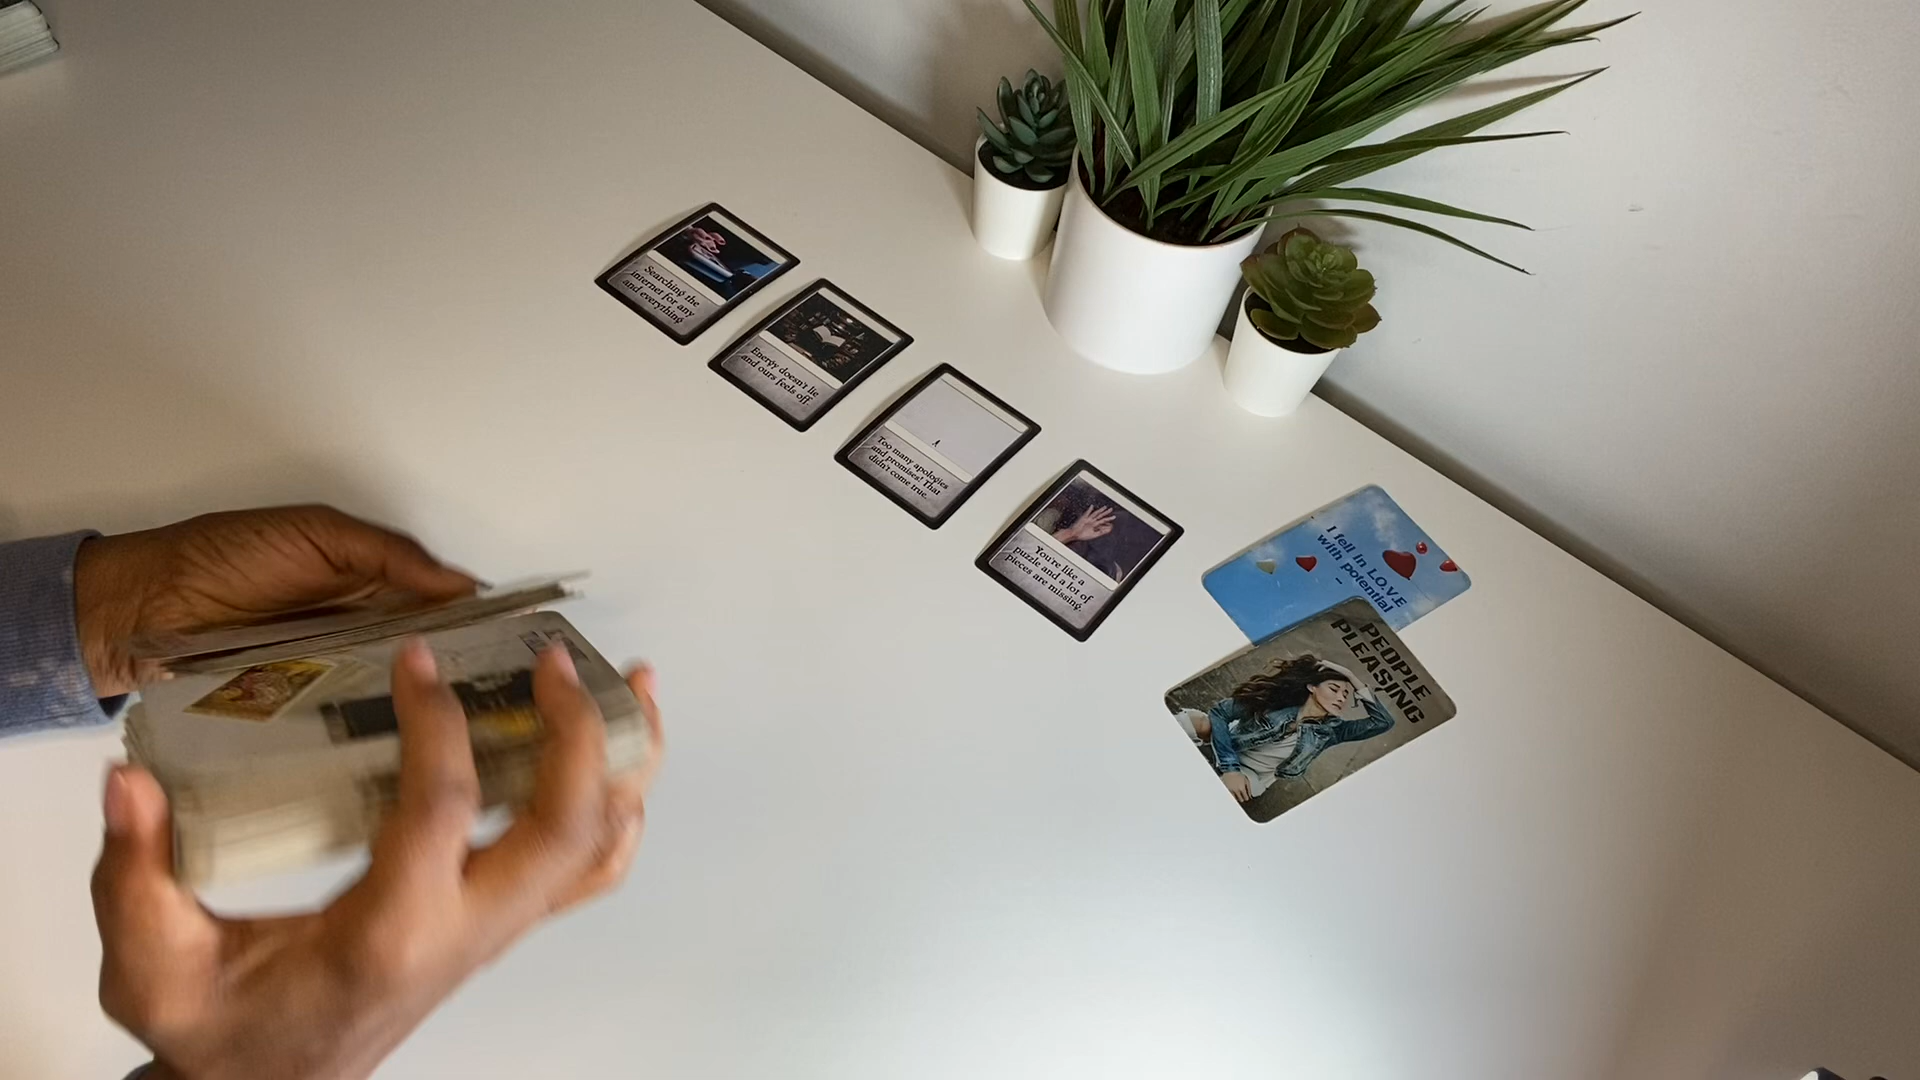 Searching the
internet for any
and everything
Energy doesn't lie
and ours feels off.
Too many apologies
and promises! That
didn't come true.
You're like a
puzzle and a lot of
pieces are missing.
I fell in L.O.V.E
with potential
PEOPLE
PLEASING